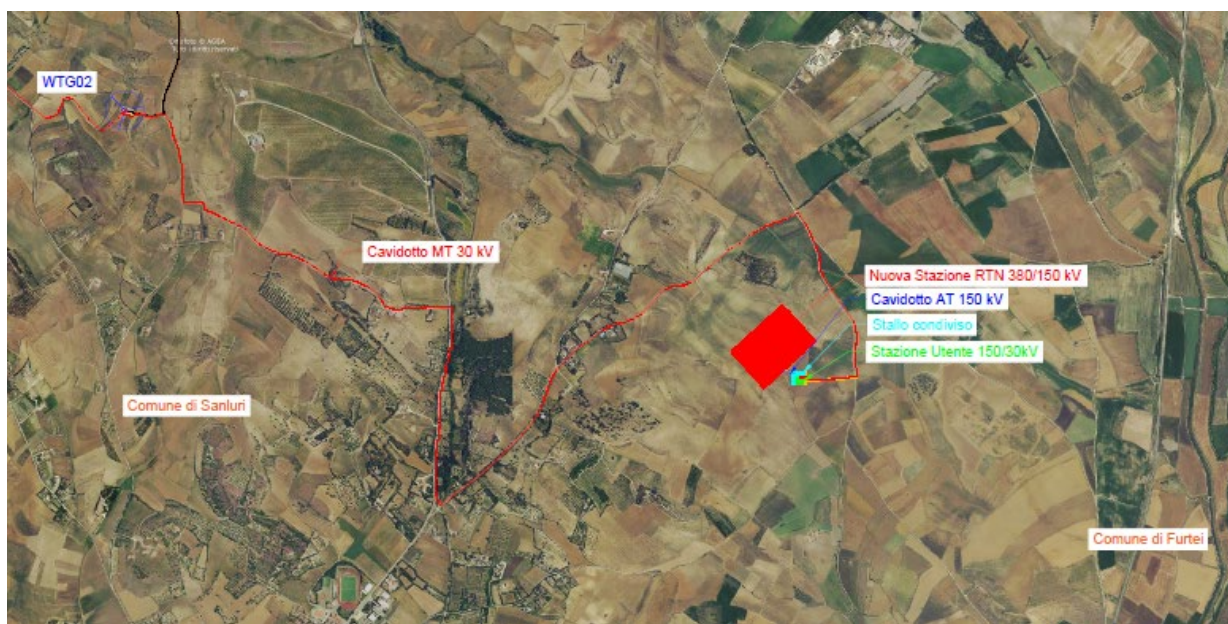 WTG02
Cavidotto MT 30 kV
Nuova Stazione RTN 380/150 kV
Cavidotto AT 150 kV
Stallo condiviso
Stazione Utente 150/30kV
Comune di Sanluri
Comune di Furtei